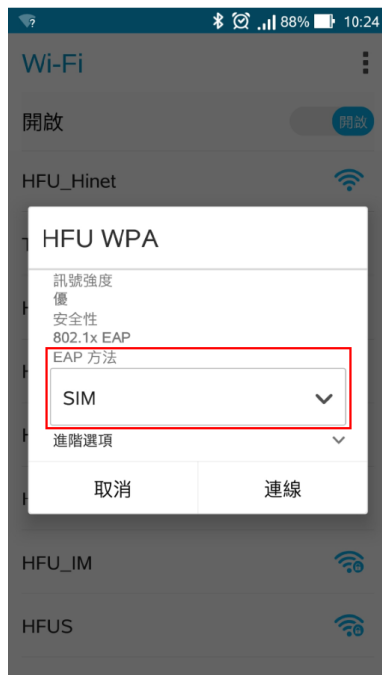 88% 10:24
Wi-Fi
開啟
開啟
HFU_Hinet
HFU WPA
訊號強度
優
安全性
802.1x EAP
EAP 方法
SIM
進階選項
取消
連線
HFU_IM
HFUS